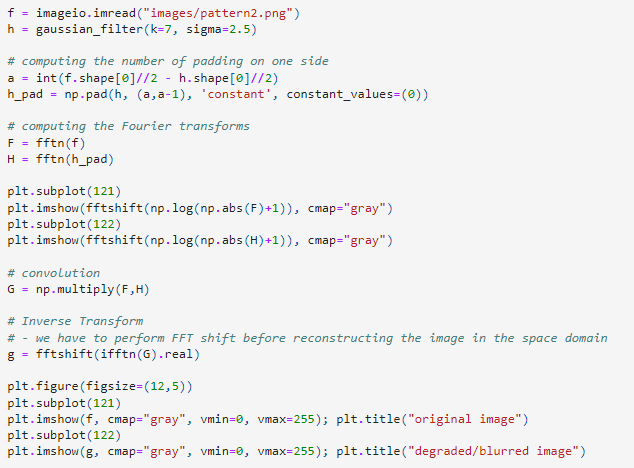 f = imageio.imread("images/pattern2.png")
h = gaussian_filter(k=7, sigma=2.5)
# computing the number of padding on one side
a = int(f.shape[0]//2 - h.shape[0]//2)
h_pad = np.pad(h, (a,a-1), 'constant', constant_values=(0))
# computing the Fourier transforms
F = fftn(f)
H = fftn(h_pad)
plt.subplot(121)
plt.imshow(fftshift(np.log(np.abs(F)+1)), cmap="gray")
plt.subplot(122)
plt.imshow(fftshift(np.log(np.abs(H)+1)), cmap="gray")
# convolution
G = np.multiply(F,H)
# Inverse Transform
# - we have to perform FFT shift before reconstructing the image in the space domain
g = fftshift(ifftn(G).real)
plt.figure(figsize=(12,5))
plt.subplot(121)
plt.imshow(f, cmap="gray", vmin=0, vmax=255); plt.title("original image")
plt.subplot(122)
plt.imshow(g, cmap="gray", vmin=0, vmax=255); plt.title("degraded/blurred image")